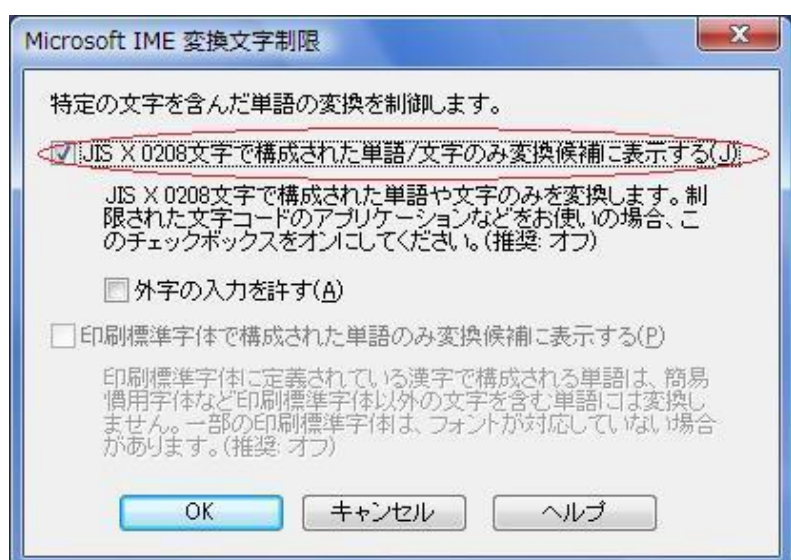 Microsoft IME 変換文字制限
特定の文字を含んだ単語の変換を制御します。
JIS X 0208文字で構成された単語/文字のみ変換候補に表示する(J)
JIS X 0208文字で構成された単語や文字のみを変換します。制
限された文字コードのアプリケーションなどをお使いの場合、こ
のチェックボックスをオンにしてください。(推奨: オフ)
外字の入力を許す(A)
印刷標準字体で構成された単語のみ変換候補に表示する(P)
印刷標準字体に定義されている漢字で構成される単語は、簡易
慣用字体など印刷標準字体以外の文字を含む単語には変換し
ません。一部の印刷標準字体は、フォントが対応していない場合
があります。(推奨: オフ)
OK キャンセル ヘルプ